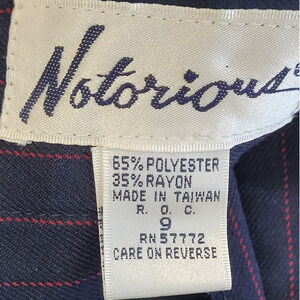 Notorious
65% POLYESTER
35% RAYON
MADE IN TAIWAN
R. O. C.
9
RN 57772
CARE ON REVERSE